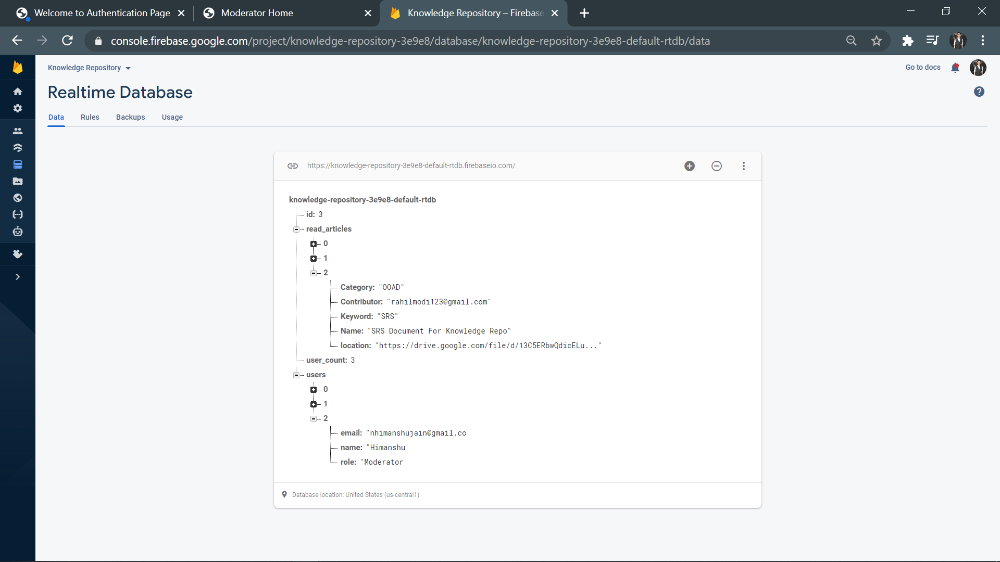 Welcome to Authentication Page
Moderator Home
Knowledge Repository – Firebase
console.firebase.google.com/project/knowledge-repository-3e9e8/database/knowledge-repository-3e9e8-default-rtdb/data
Knowledge Repository
Go to docs
Realtime Database
?
Data Rules Backups Usage
https://knowledge-repository-3e9e8-default-rtdb.firebaseio.com/
knowledge-repository-3e9e8-default-rtdb
id: 3
read_articles
0
1
2
Category: "OOAD"
Contributor: "rahilmodi123@gmail.com"
Keyword: "SRS"
Name: "SRS Document For Knowledge Repo"
location: "https://drive.google.com/file/d/13C5ERbwQdicELu..."
user_count: 3
users
0
1
2
email: "nhimanshujain@gmail.co
name: "Himanshu
role: "Moderator
Database location: United States (us-central1)